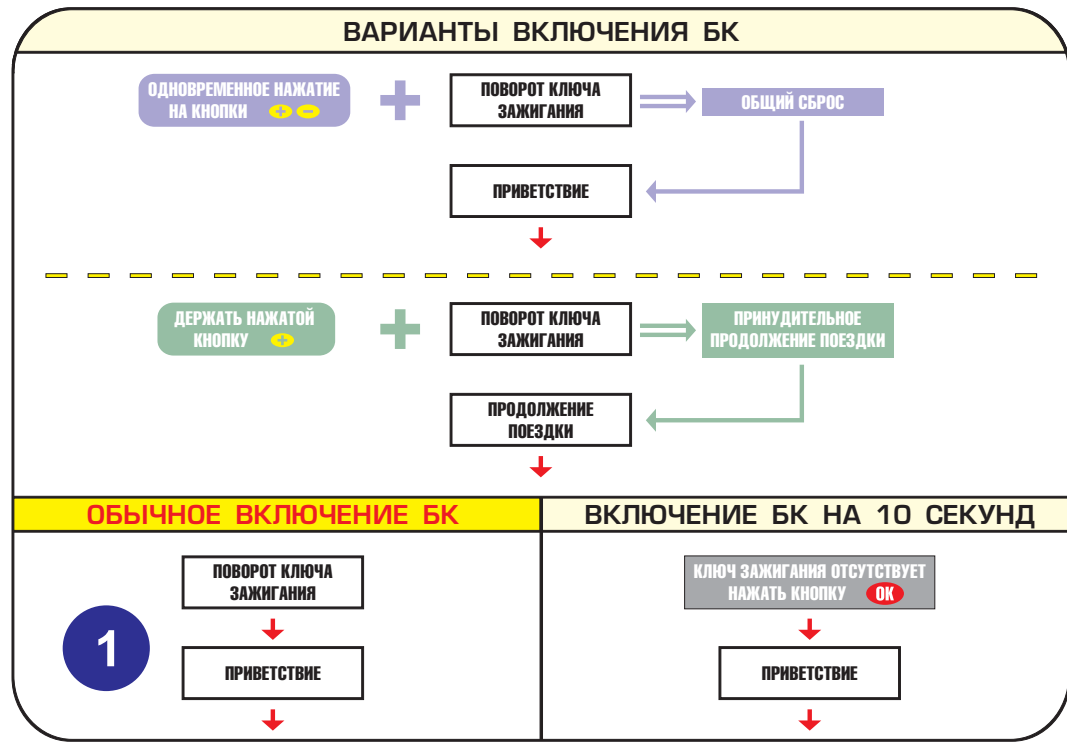 ВАРИАНТЫ ВКЛЮЧЕНИЯ БК
ОДНОВРЕМЕННОЕ НАЖАТИЕ
НА КНОПКИ + −
ПОВОРОТ КЛЮЧА
ЗАЖИГАНИЯ
ОБЩИЙ СБРОС
ПРИВЕТСТВИЕ
ДЕРЖАТЬ НАЖАТОЙ
КНОПКУ +
ПОВОРОТ КЛЮЧА
ЗАЖИГАНИЯ
ПРИНУДИТЕЛЬНОЕ
ПРОДОЛЖЕНИЕ ПОЕЗДКИ
ПРОДОЛЖЕНИЕ
ПОЕЗДКИ
ОБЫЧНОЕ ВКЛЮЧЕНИЕ БК
ПОВОРОТ КЛЮЧА
ЗАЖИГАНИЯ
1
ПРИВЕТСТВИЕ
ВКЛЮЧЕНИЕ БК НА 10 СЕКУНД
КЛЮЧ ЗАЖИГАНИЯ ОТСУТСТВУЕТ
НАЖАТЬ КНОПКУ OK
ПРИВЕТСТВИЕ